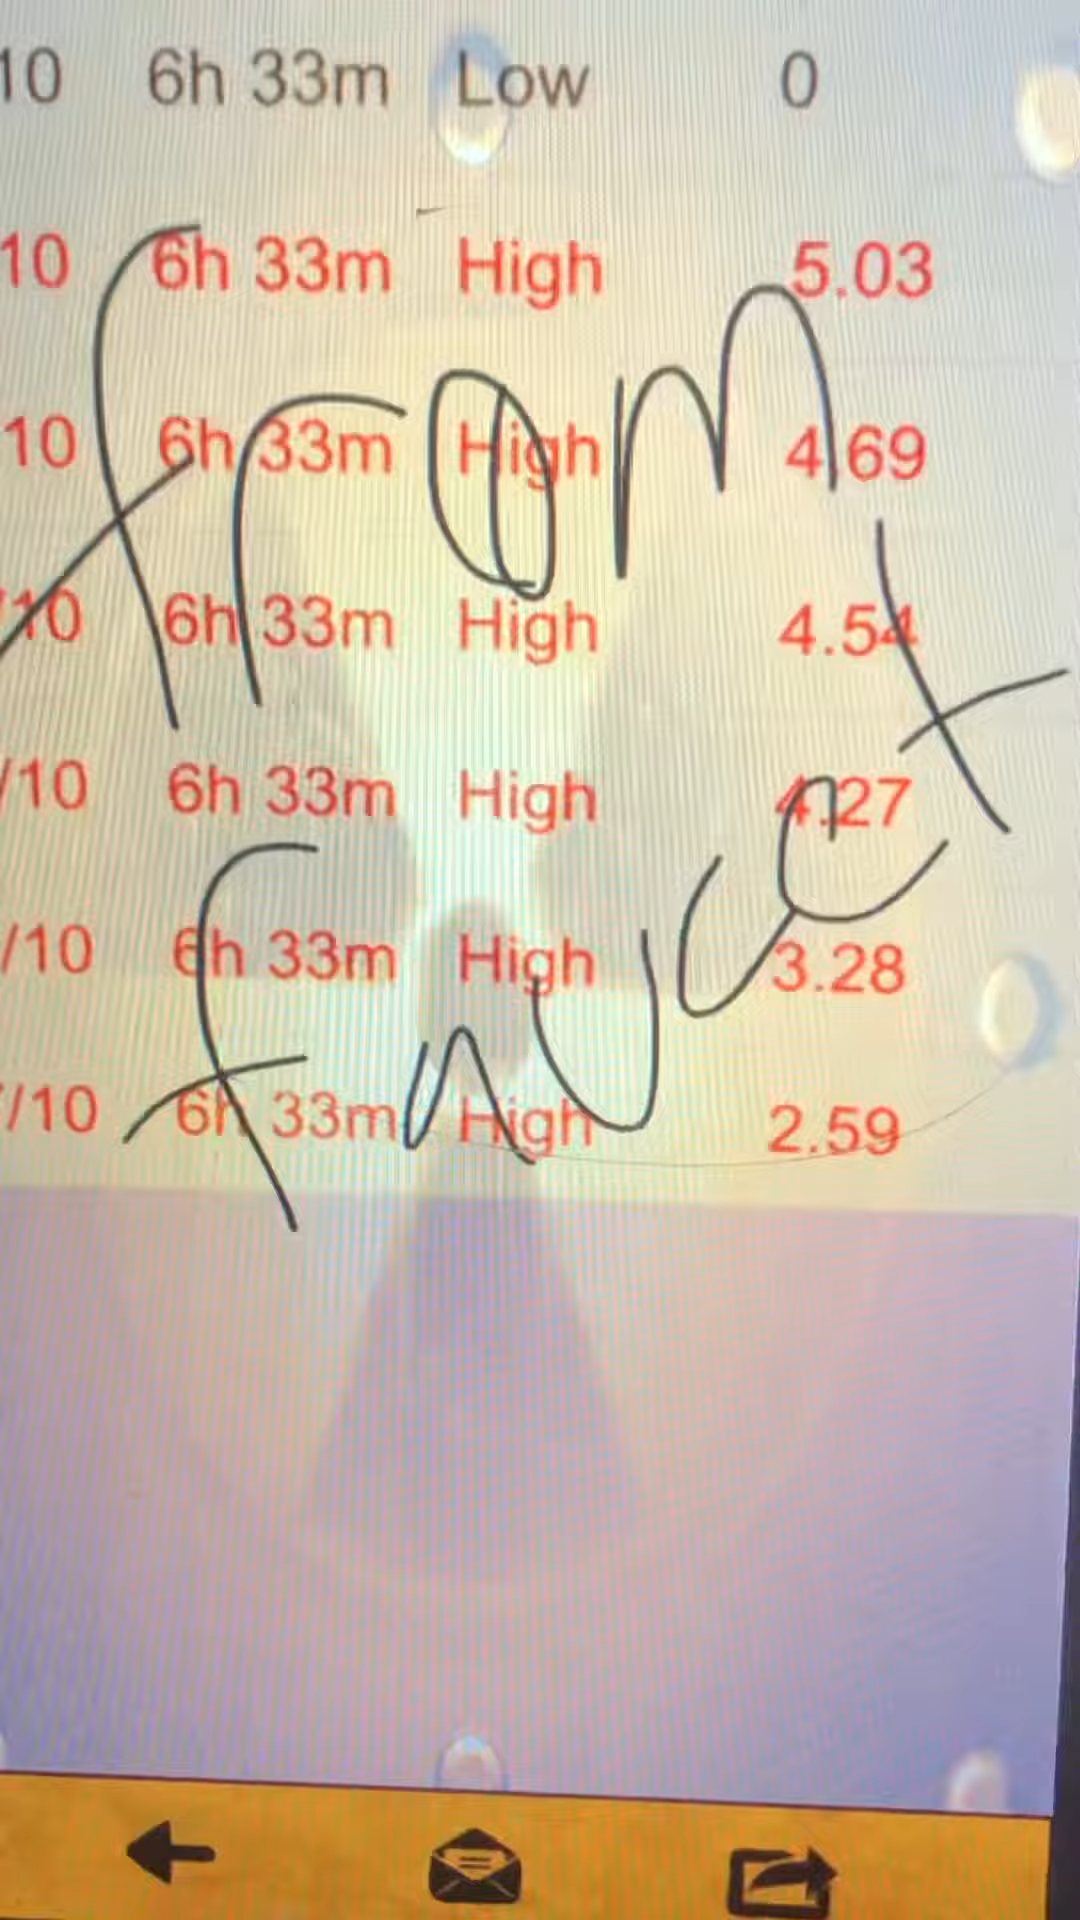 10 6h 33m Low 0
10 6h 33m High 5.03
10 6h 33m High 4.69
/10 6h 33m High 4.54
/10 6h 33m High 4.27
/10 6h 33m High 3.28
/10 6h 33m High 2.59
from
faucet